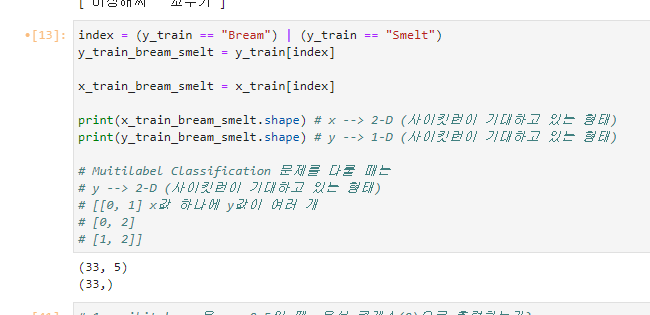 [13]:
index = (y_train == "Bream") | (y_train == "Smelt")
y_train_bream_smelt = y_train[index]
x_train_bream_smelt = x_train[index]
print(x_train_bream_smelt.shape) # x --> 2-D (사이킷런이 기대하고 있는 형태)
print(y_train_bream_smelt.shape) # y --> 1-D (사이킷런이 기대하고 있는 형태)
# Muitilabel Classification 문제를 다룰 때는
# y --> 2-D (사이킷런이 기대하고 있는 형태)
# [[0, 1] x값 하나에 y값이 여러 개
# [0, 2]
# [1, 2]]
(33, 5)
(33,)